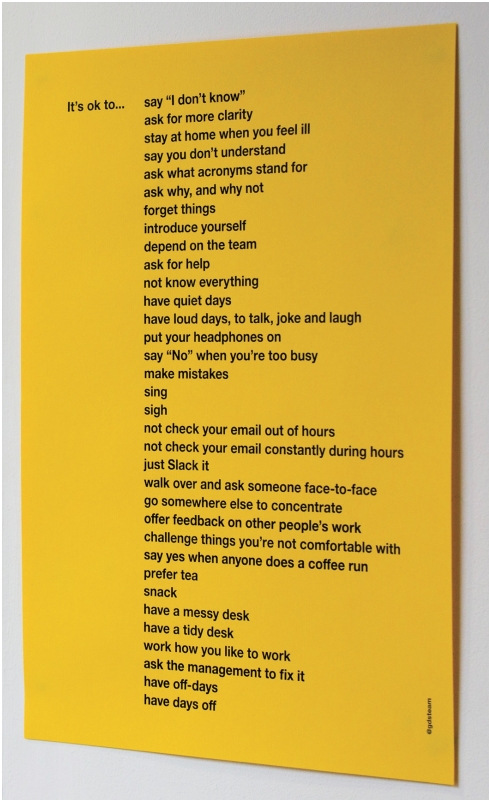 It's ok to... say “I don't know”
ask for more clarity
stay at home when you feel ill
say you don't understand
ask what acronyms stand for
ask why, and why not
forget things
introduce yourself
depend on the team
ask for help
not know everything
have quiet days
have loud days, to talk, joke and laugh
put your headphones on
say “No” when you're too busy
make mistakes
sing
sigh
not check your email out of hours
not check your email constantly during hours
just Slack it
walk over and ask someone face-to-face
go somewhere else to concentrate
offer feedback on other people's work
challenge things you're not comfortable with
say yes when anyone does a coffee run
prefer tea
snack
have a messy desk
have a tidy desk
work how you like to work
ask the management to fix it
have off-days
have days off
@gdsteam